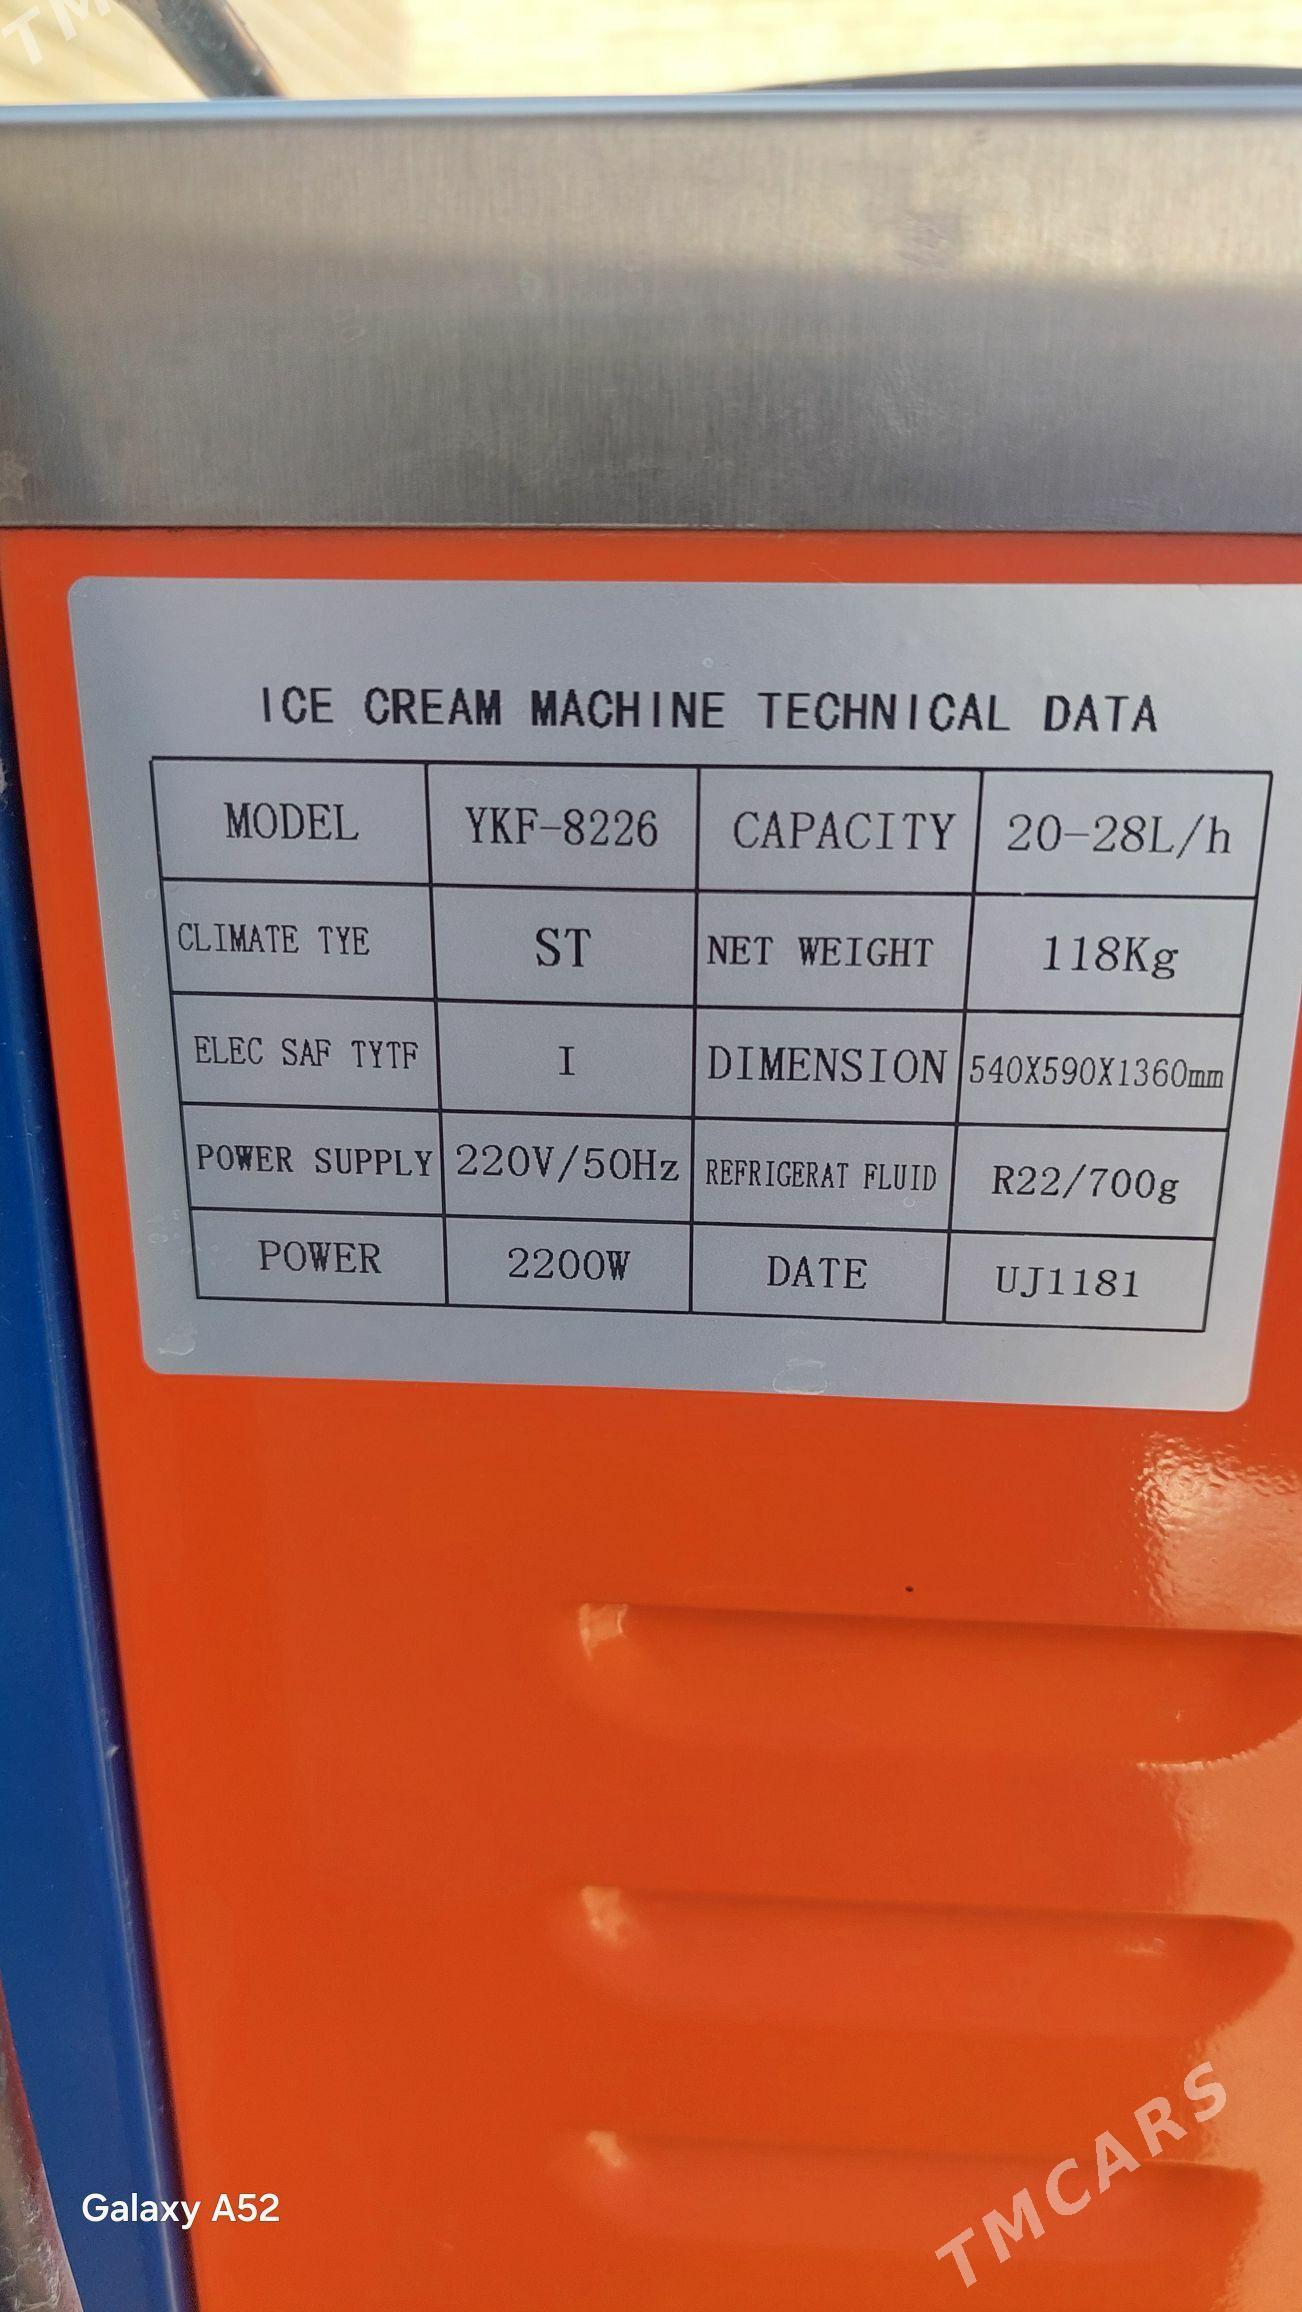 ICE CREAM MACHINE TECHNICAL DATA
MODEL YKF-8226 CAPACITY 20-28L/h
CLIMATE TYE ST NET WEIGHT 118Kg
ELEC SAF TYTF I DIMENSION 540X590X1360mm
POWER SUPPLY 220V/50Hz REFRIGERAT FLUID R22/700g
POWER 2200W DATE UJ1181
Galaxy A52
TMCARS